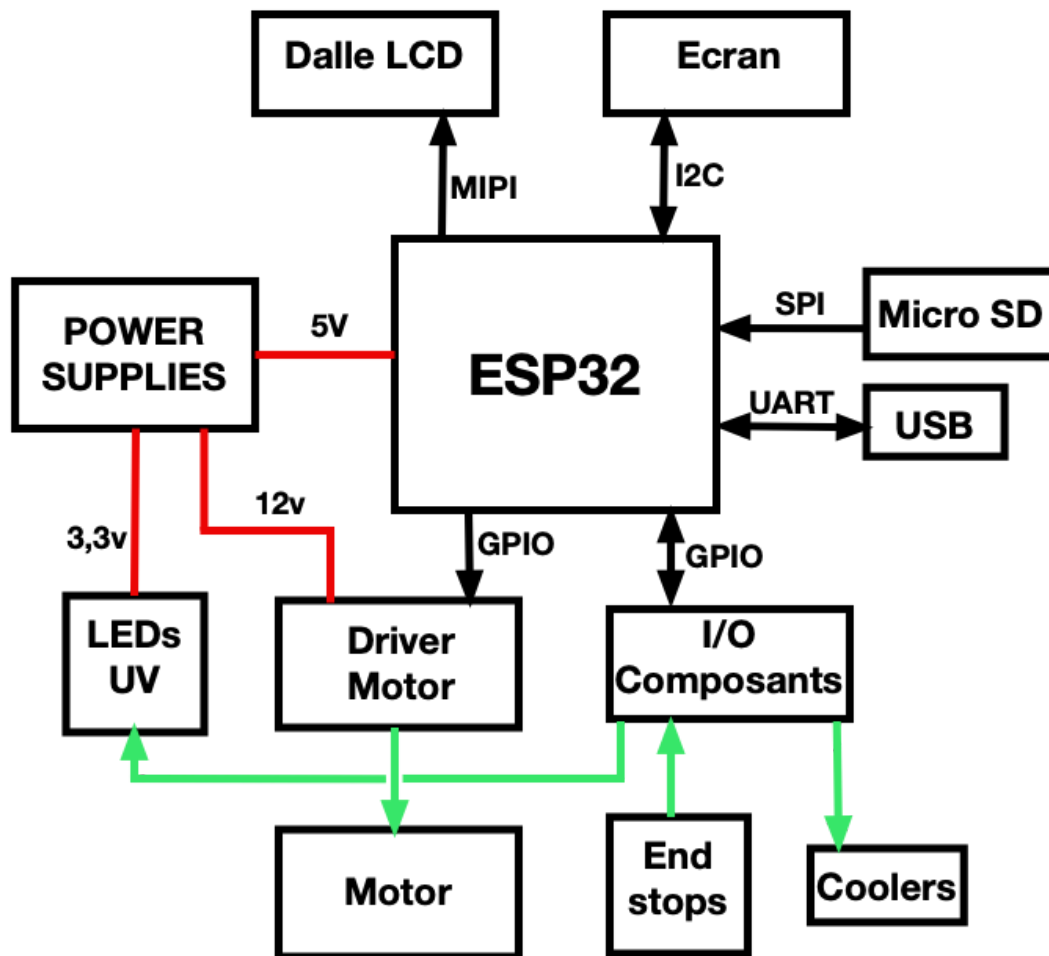 Dalle LCD
Ecran
MIPI
I2C
POWER
SUPPLIES
5V
ESP32
SPI
Micro SD
UART
USB
3,3v
12v
GPIO
GPIO
LEDs
UV
Driver
Motor
I/O
Composants
Motor
End
stops
Coolers